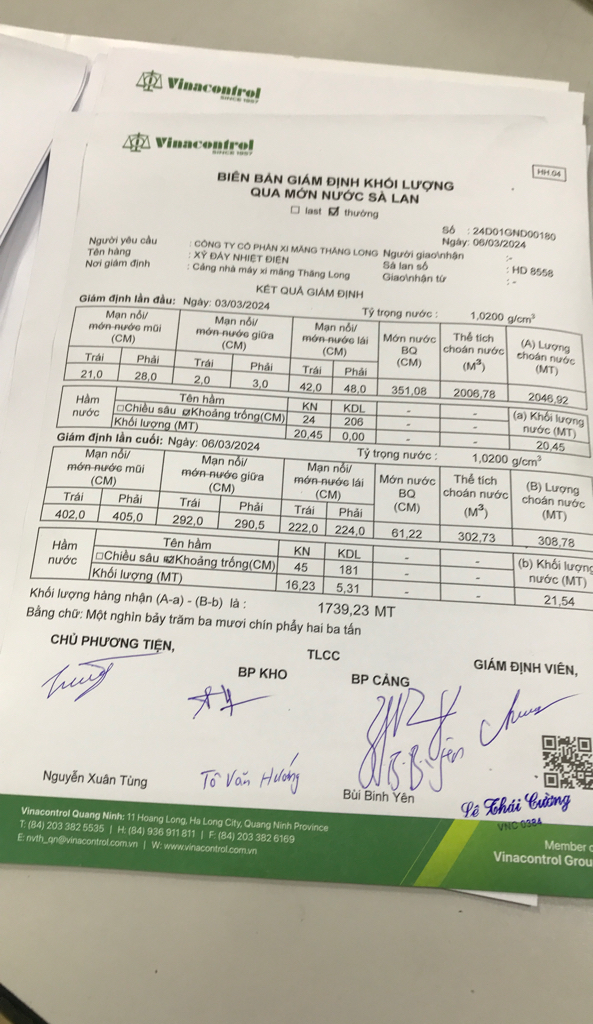 Vinacontrol
SINCE 1957
Vinacontrol
SINCE 1957
HH.04
BIÊN BẢN GIÁM ĐỊNH KHỐI LƯỢNG
QUA MỚN NƯỚC SÀ LAN
☐ last ☑ thường
Số : 24D01GND00180
Ngày: 06/03/2024
Người yêu cầu : CÔNG TY CỔ PHẦN XI MĂNG THĂNG LONG Người giao\nhận :-
Tên hàng : XỶ ĐÁY NHIỆT ĐIỆN Sà lan số : HD 8558
Nơi giám định : Cảng nhà máy xi măng Thăng Long Giao\nhận từ : -
KẾT QUẢ GIÁM ĐỊNH
Giám định lần đầu: Ngày: 03/03/2024 Tỷ trọng nước : 1,0200 g/cm³
Mạn nổi/ mớn nước mũi (CM) Mạn nổi/ mớn nước giữa (CM) Mạn nổi/ mớn nước lái (CM) Mớn nước BQ (CM) Thể tích choán nước (M³) (A) Lượng choán nước (MT)
Trái Phải Trái Phải Trái Phải
21,0 28,0 2,0 3,0 42,0 48,0 351,08 2006,78 2046,92
Hầm nước Tên hầm KN KDL - - (a) Khối lượng nước (MT)
☐Chiều sâu ☑Khoảng trống(CM) 24 206 - -
Khối lượng (MT) 20,45 0,00 - - 20,45
Giám định lần cuối: Ngày: 06/03/2024 Tỷ trọng nước : 1,0200 g/cm³
Mạn nổi/ mớn nước mũi (CM) Mạn nổi/ mớn nước giữa (CM) Mạn nổi/ mớn nước lái (CM) Mớn nước BQ (CM) Thể tích choán nước (M³) (B) Lượng choán nước (MT)
Trái Phải Trái Phải Trái Phải
402,0 405,0 292,0 290,5 222,0 224,0 61,22 302,73 308,78
Hầm nước Tên hầm KN KDL - - (b) Khối lượng nước (MT)
☐Chiều sâu ☑Khoảng trống(CM) 45 181 - -
Khối lượng (MT) 16,23 5,31 - - 21,54
Khối lượng hàng nhận (A-a) - (B-b) là : 1739,23 MT
Bằng chữ: Một nghìn bảy trăm ba mươi chín phẩy hai ba tấn
CHỦ PHƯƠNG TIỆN, TLCC GIÁM ĐỊNH VIÊN,
BP KHO BP CẢNG
B.Bình Yên
Nguyễn Xuân Tùng Tô Văn Hướng Bùi Bình Yên Lê Thái Cường
VNC 0384
Vinacontrol Quang Ninh: 11 Hoang Long, Ha Long City, Quang Ninh Province
T: (84) 203 382 5535 | H: (84) 936 911 811 | F: (84) 203 382 6169
E: nvth_qn@vinacontrol.com.vn | W: www.vinacontrol.com.vn
Member o
Vinacontrol Grou